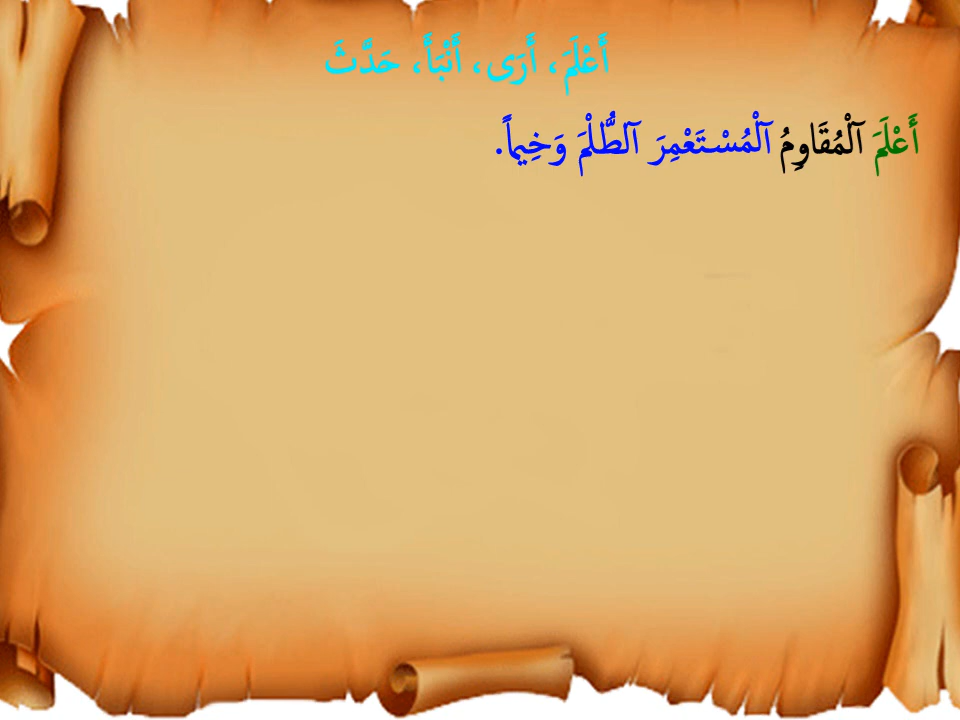 أَعْلَمَ، أَرَى، أَنْبَأَ، حَدَّثَ
أَعْلَمَ ٱلْمُقَاوِمُ ٱلْمُسْتَعْمِرَ ٱلظُّلْمَ وَخِيماً.